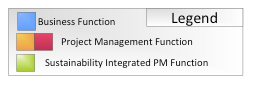 Legend
Business Function
Project Management Function
Sustainability Integrated PM Function